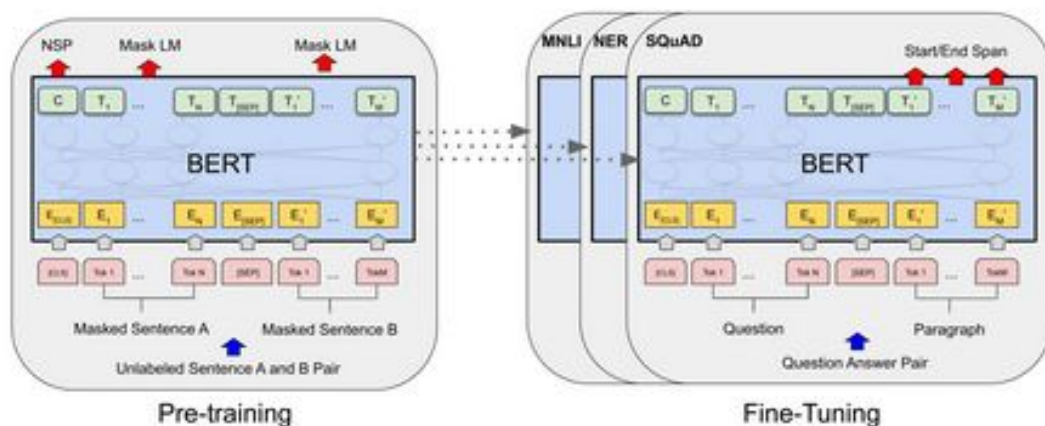 NSP Mask LM Mask LM
C T1 ... TN T[SEP] T1' ... TM'
BERT
E[CLS] E1 ... EN E[SEP] E1' ... EM'
[CLS] Tok 1 ... Tok N [SEP] Tok 1 ... TokM
Masked Sentence A Masked Sentence B
Unlabeled Sentence A and B Pair
Pre-training
MNLI NER SQuAD
Start/End Span
C T1 ... TN T[SEP] T1' ... TM'
BERT
E[CLS] E1 ... EN E[SEP] E1' ... EM'
[CLS] Tok 1 ... Tok N [SEP] Tok 1 ... TokM
Question Paragraph
Question Answer Pair
Fine-Tuning